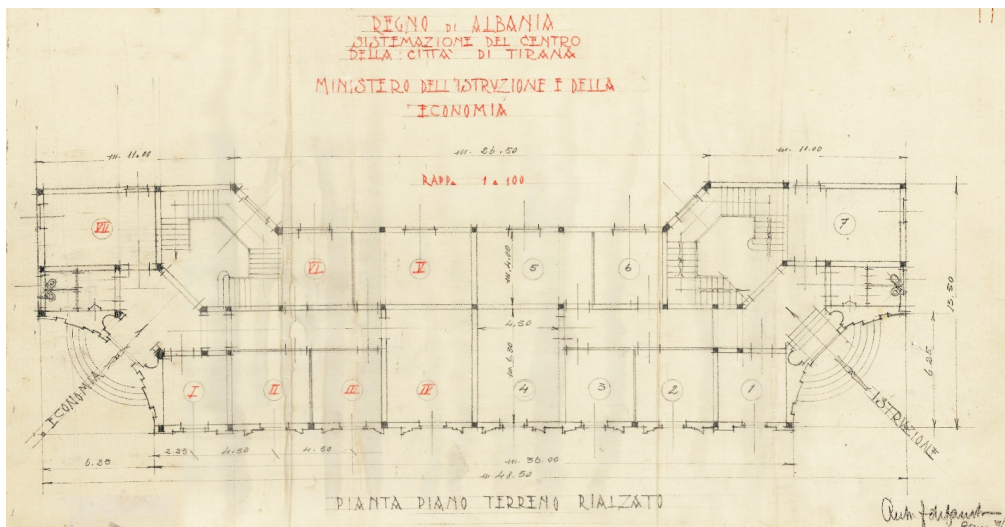 REGNO DI ALBANIA
SISTEMAZIONE DEL CENTRO
DELLA CITTA' DI TIRANA
MINISTERO DELL'ISTRUZIONE E DELLA
ECONOMIA
m. 11.00
m. 26.50
m. 11.00
RAPP. 1 a 100
VII
VI
V
5
6
7
m. 4.00
15.50
4.50
m. 6.20
6.25
ECONOMIA
I
II
III
IV
4
3
2
1
ISTRUZIONE
6.25
2.25
4.50
4.50
m. 36.00
m. 48.50
PIANTA PIANO TERRENO RIALZATO